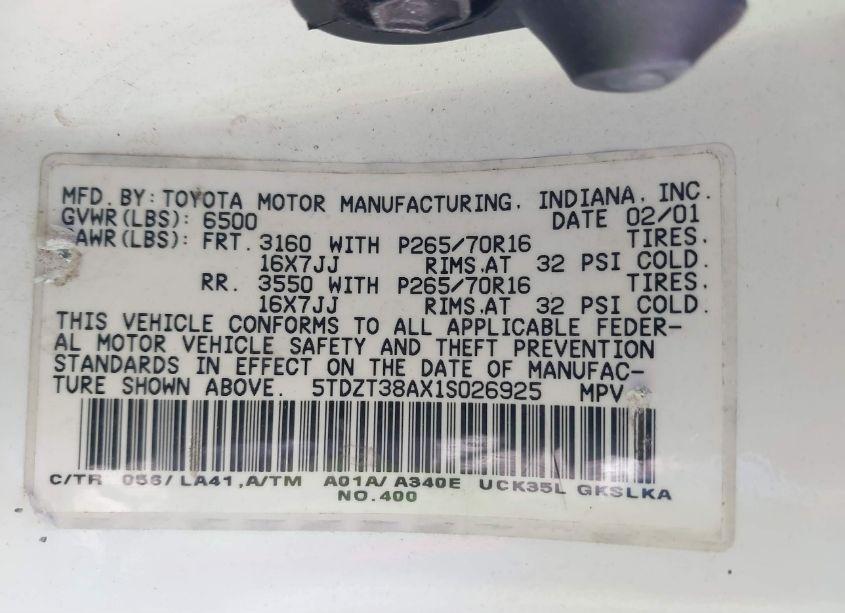 MFD. BY: TOYOTA MOTOR MANUFACTURING, INDIANA, INC.
GVWR(LBS): 6500 DATE 02/01
AWR(LBS): FRT. 3160 WITH P265/70R16 TIRES,
16X7JJ RIMS,AT 32 PSI COLD.
RR. 3550 WITH P265/70R16 TIRES,
16X7JJ RIMS,AT 32 PSI COLD.
THIS VEHICLE CONFORMS TO ALL APPLICABLE FEDER-
AL MOTOR VEHICLE SAFETY AND THEFT PREVENTION
STANDARDS IN EFFECT ON THE DATE OF MANUFAC-
TURE SHOWN ABOVE. 5TDZT38AX1S026925 MPV
C/TR 056/LA41,A/TM A01A/A340E UCK35L GKSLKA
NO.400